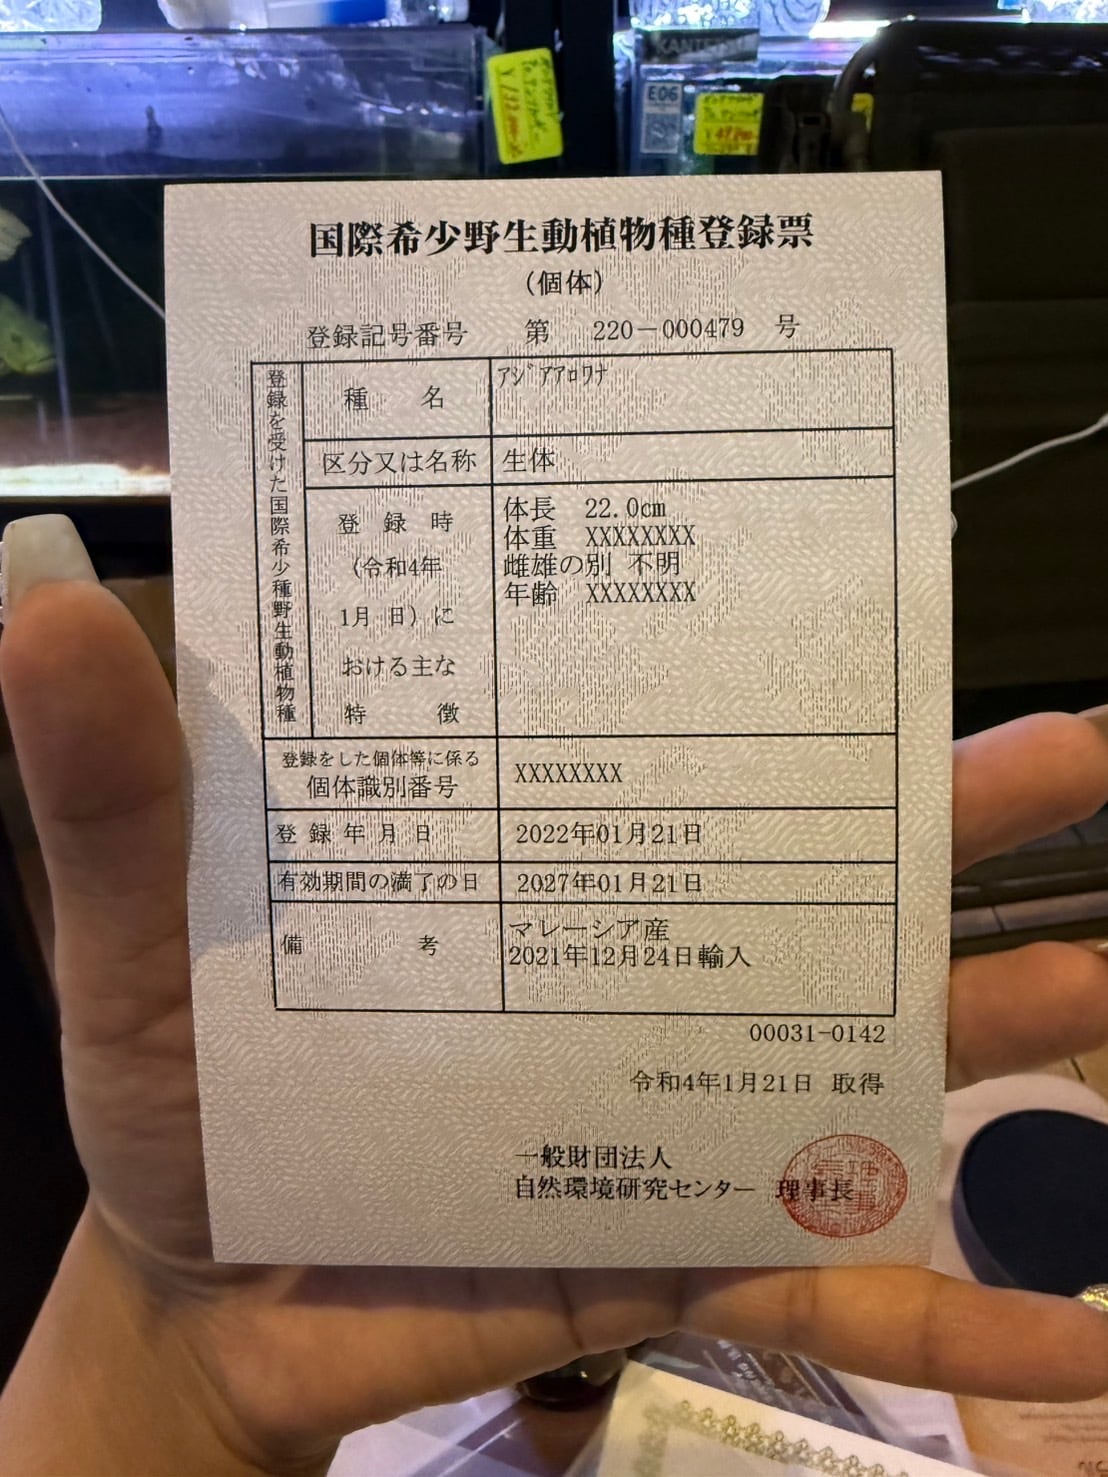 E06
国際希少野生動植物種登録票
(個体)
登録記号番号 第 220-000479 号
登録を受けた国際希少種野生動植物種
種 名 アジアアロワナ
区分又は名称 生体
登録時
(令和4年
1月 日)に
おける主な
特 徴
体長 22.0cm
体重 XXXXXXXX
雌雄の別 不明
年齢 XXXXXXXX
登録をした個体等に係る
個体識別番号 XXXXXXXX
登録年月日 2022年01月21日
有効期間の満了の日 2027年01月21日
備 考
マレーシア産
2021年12月24日輸入
00031-0142
令和4年1月21日 取得
一般財団法人
自然環境研究センター 理事長